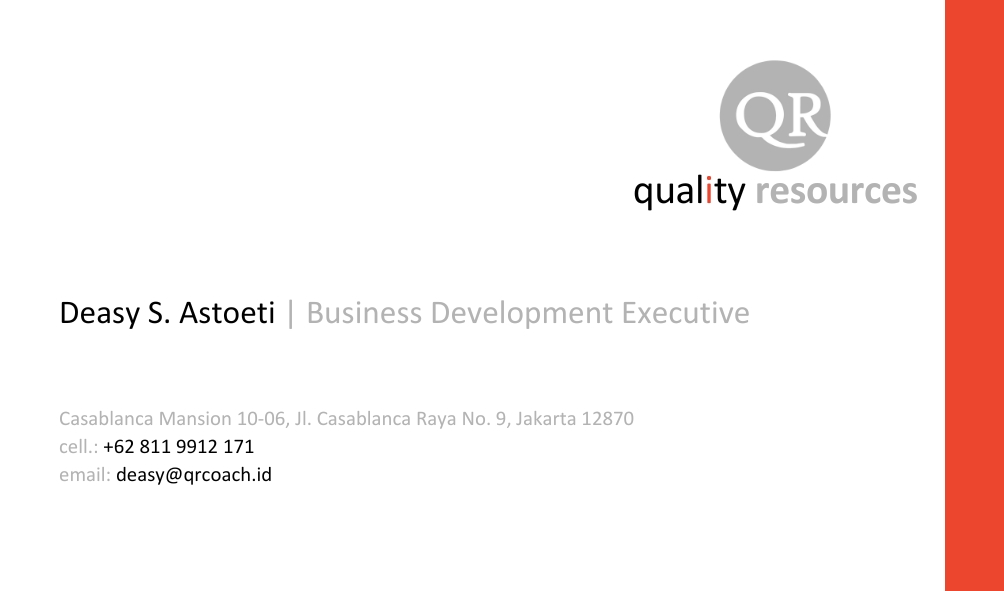 QR
quality resources
Deasy S. Astoeti | Business Development Executive
Casablanca Mansion 10-06, Jl. Casablanca Raya No. 9, Jakarta 12870
cell.: +62 811 9912 171
email: deasy@qrcoach.id